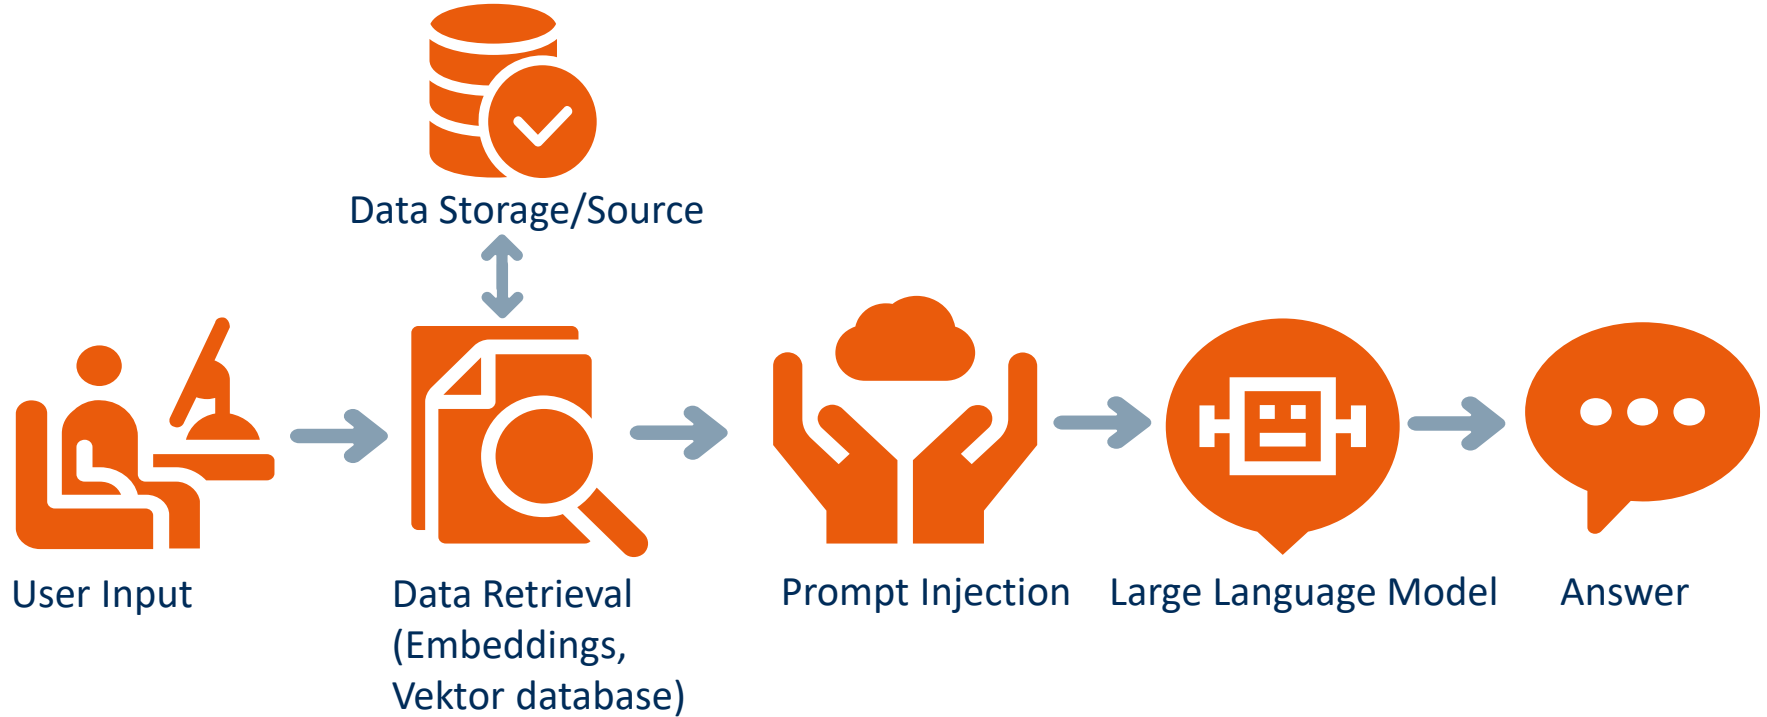 Data Storage/Source
User Input
Data Retrieval
(Embeddings,
Vektor database)
Prompt Injection
Large Language Model
Answer